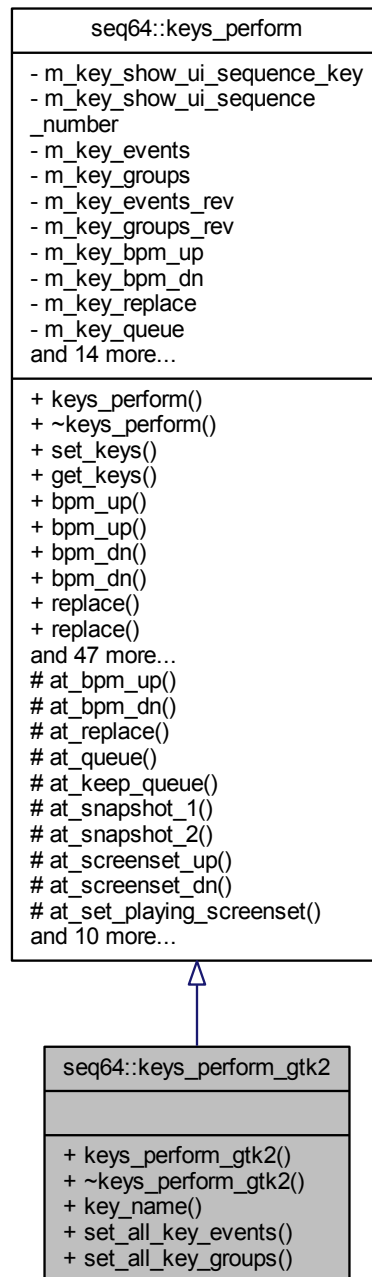 seq64::keys_perform
- m_key_show_ui_sequence_key
- m_key_show_ui_sequence
_number
- m_key_events
- m_key_groups
- m_key_events_rev
- m_key_groups_rev
- m_key_bpm_up
- m_key_bpm_dn
- m_key_replace
- m_key_queue
and 14 more...
+ keys_perform()
+ ~keys_perform()
+ set_keys()
+ get_keys()
+ bpm_up()
+ bpm_up()
+ bpm_dn()
+ bpm_dn()
+ replace()
+ replace()
and 47 more...
# at_bpm_up()
# at_bpm_dn()
# at_replace()
# at_queue()
# at_keep_queue()
# at_snapshot_1()
# at_snapshot_2()
# at_screenset_up()
# at_screenset_dn()
# at_set_playing_screenset()
and 10 more...
seq64::keys_perform_gtk2
+ keys_perform_gtk2()
+ ~keys_perform_gtk2()
+ key_name()
+ set_all_key_events()
+ set_all_key_groups()